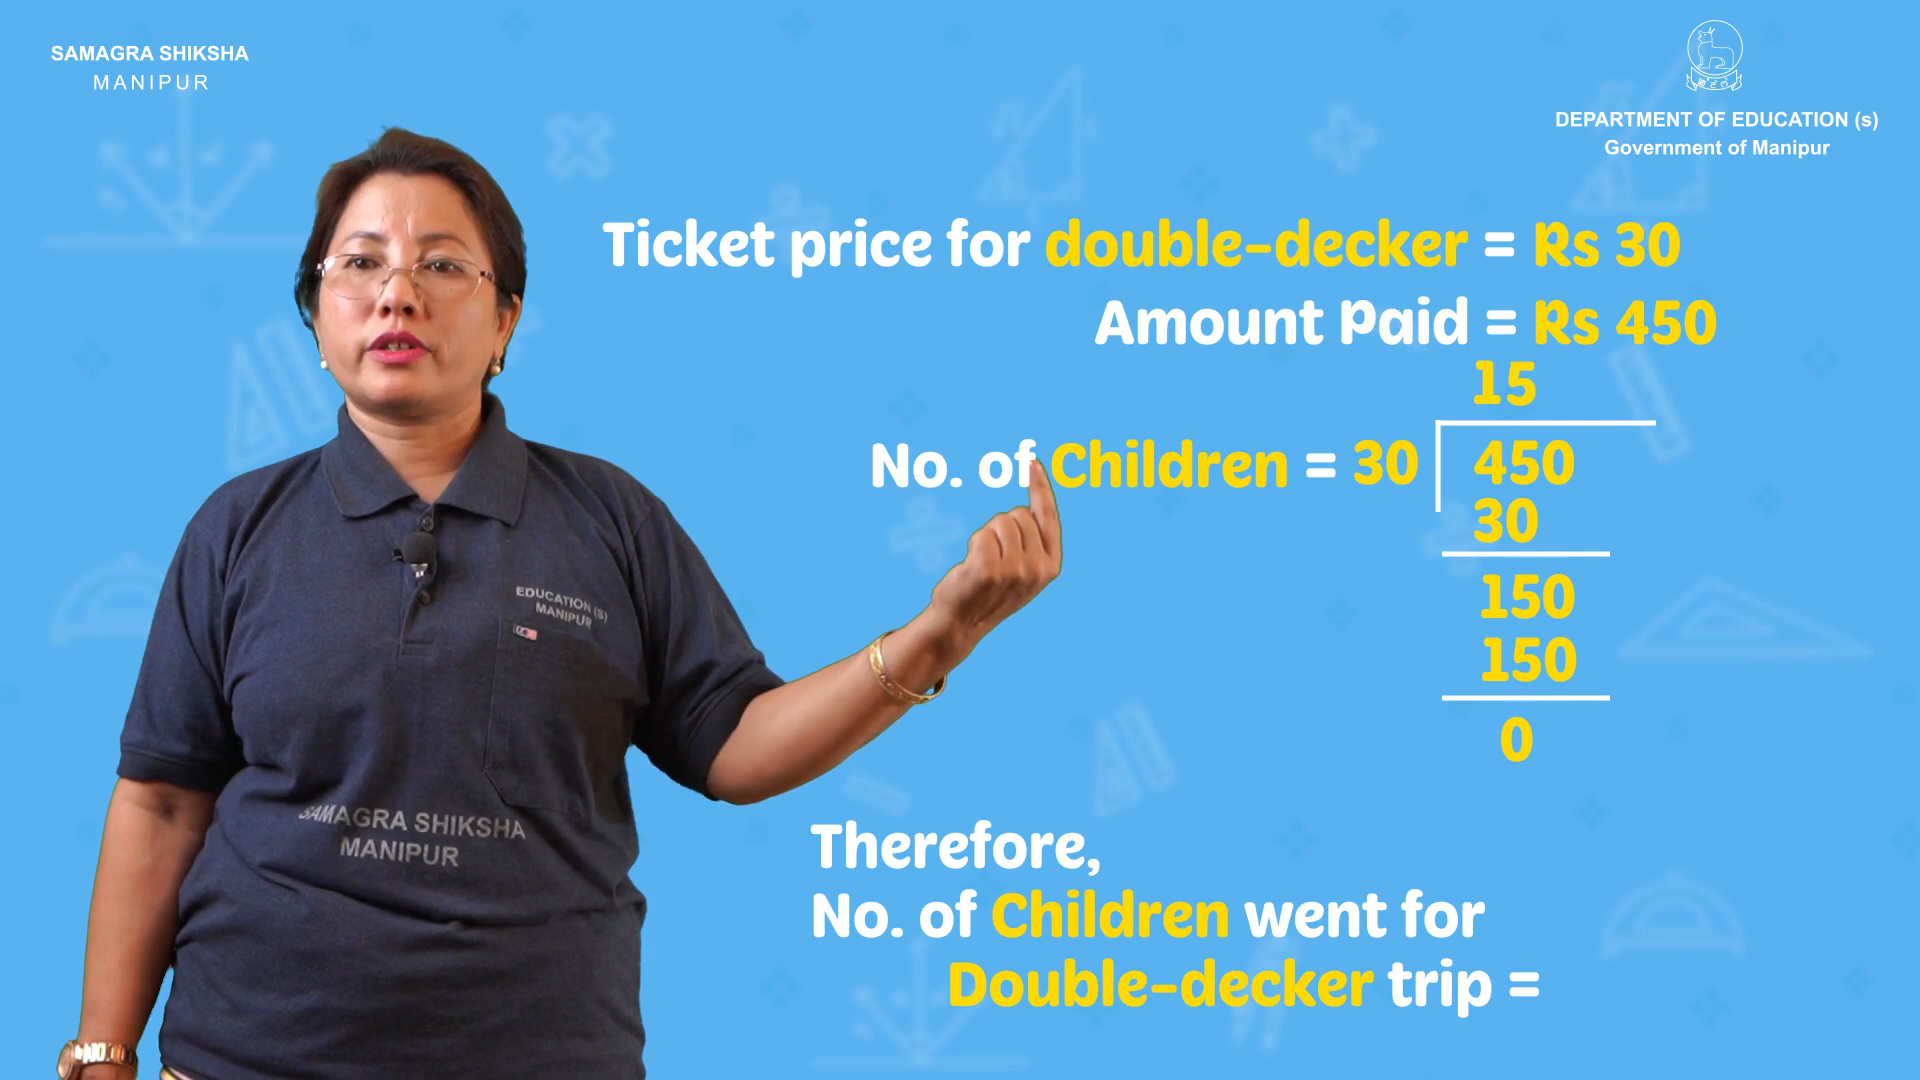 SAMAGRA SHIKSHA
MANIPUR
DEPARTMENT OF EDUCATION (s)
Government of Manipur
Ticket price for double-decker = Rs 30
Amount Paid = Rs 450
15
No. of Children = 30 450
30
150
150
0
EDUCATION (S)
MANIPUR
SAMAGRA SHIKSHA
MANIPUR
Therefore,
No. of Children went for
Double-decker trip =